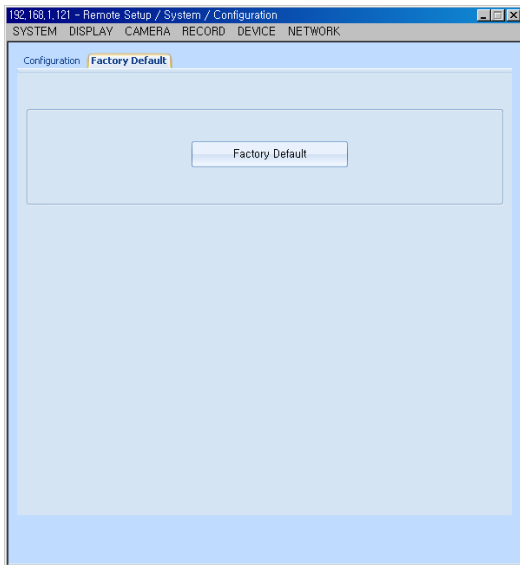 192,168,1,121 - Remote Setup / System / Configuration
SYSTEM DISPLAY CAMERA RECORD DEVICE NETWORK
Configuration Factory Default
Factory Default